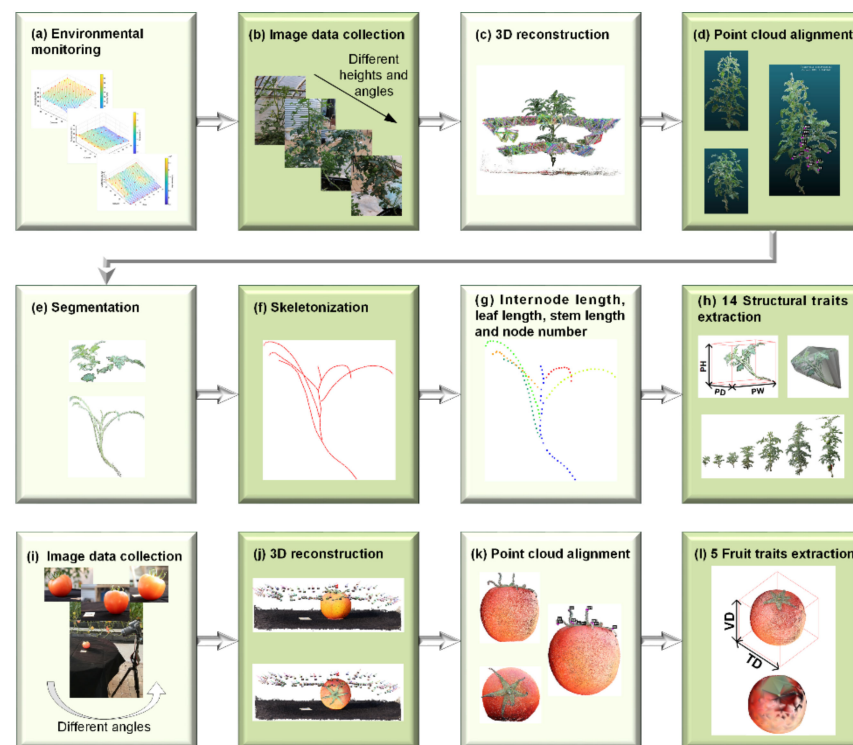 (a) Environmental
monitoring
(b) Image data collection
Different
heights and
angles
(c) 3D reconstruction
(d) Point cloud alignment
(e) Segmentation
(f) Skeletonization
(g) Internode length,
leaf length, stem length
and node number
(h) 14 Structural traits
extraction
PH
PD
PW
(i) Image data collection
Different angles
(j) 3D reconstruction
(k) Point cloud alignment
(l) 5 Fruit traits extraction
VD
TD